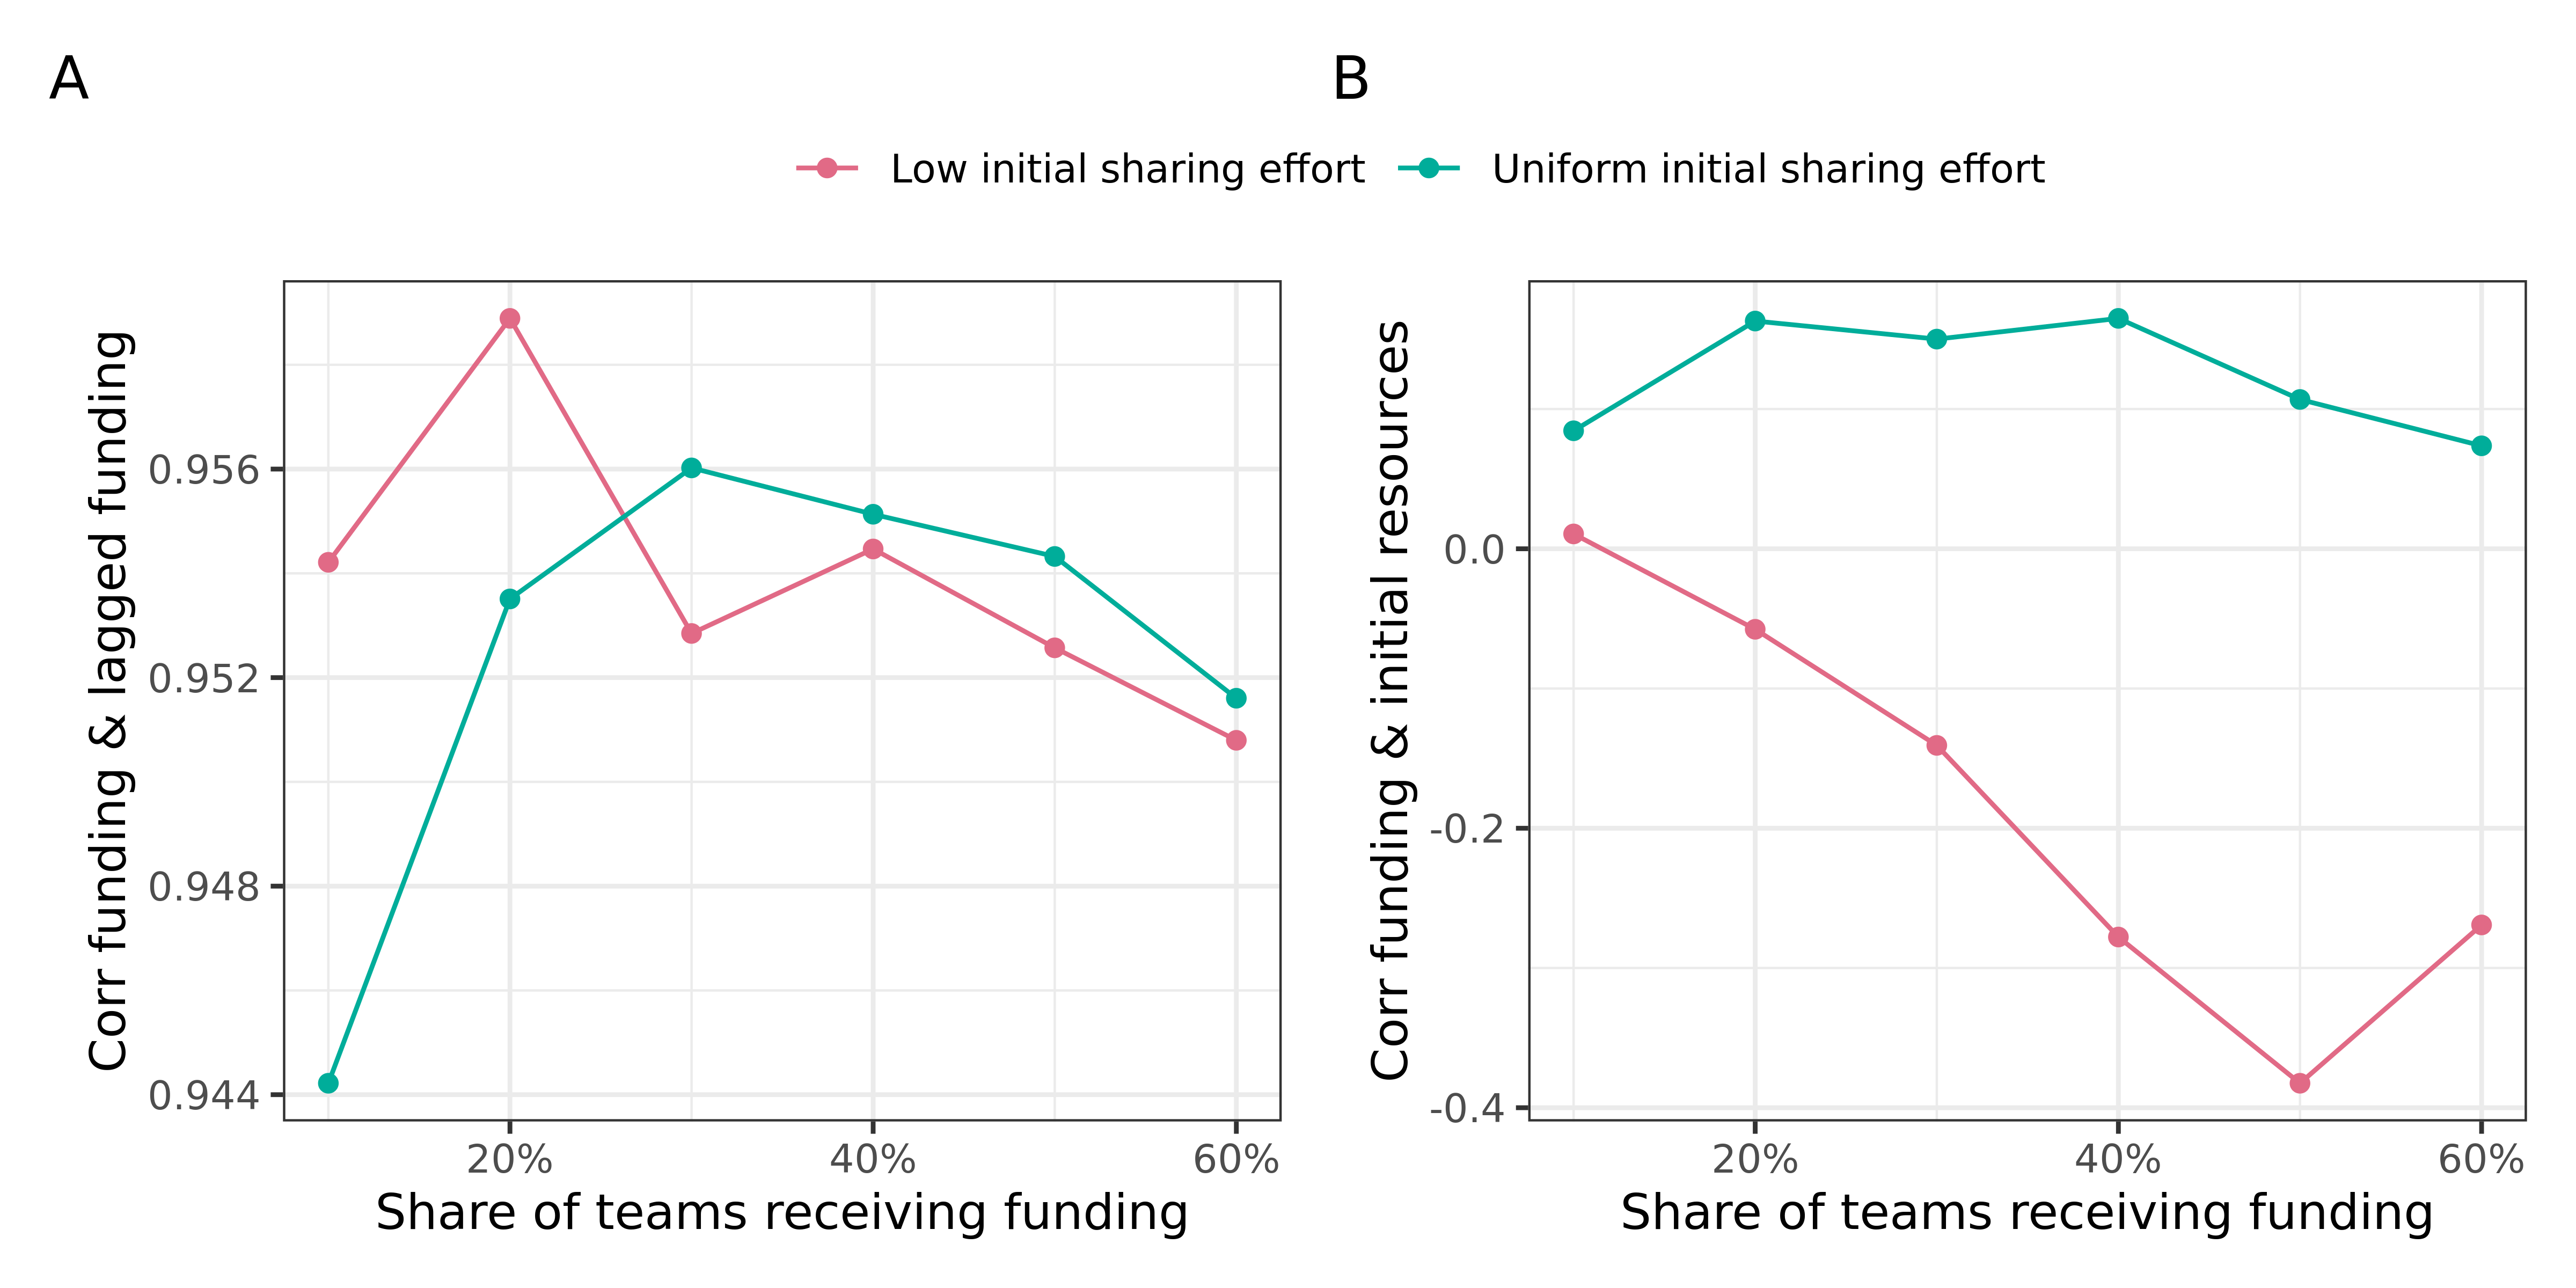 A
B
Low initial sharing effort
Uniform initial sharing effort
Corr funding & lagged funding
0.956
0.952
0.948
0.944
20%
40%
60%
Share of teams receiving funding
Corr funding & initial resources
0.0
-0.2
-0.4
20%
40%
60%
Share of teams receiving funding